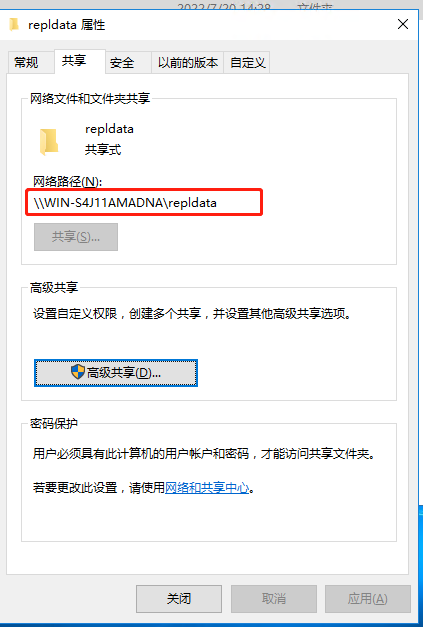 2022/7/20 14:28 文件夹
repldata 属性
常规 共享 安全 以前的版本 自定义
网络文件和文件夹共享
repldata
共享式
网络路径(N):
\\WIN-S4J11AMADNA\repldata
共享(S)...
高级共享
设置自定义权限，创建多个共享，并设置其他高级共享选项。
高级共享(D)...
密码保护
用户必须具有此计算机的用户帐户和密码，才能访问共享文件夹。
若要更改此设置，请使用网络和共享中心。
关闭 取消 应用(A)